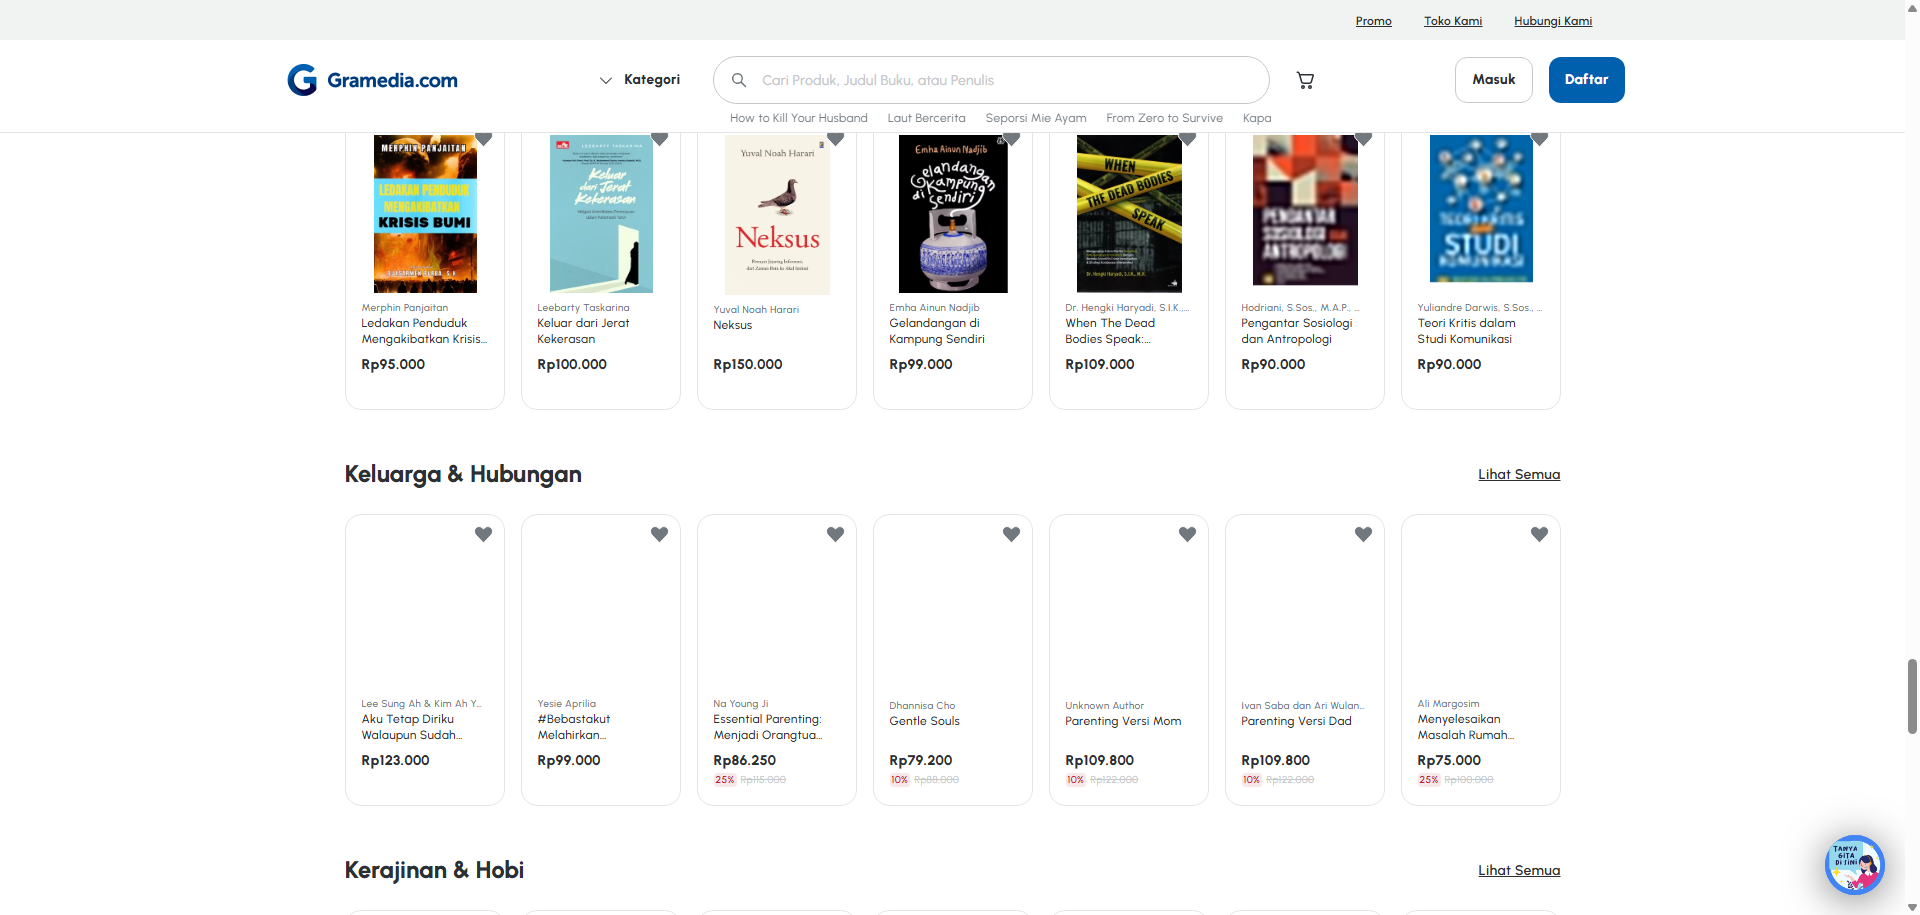 Promo
Toko Kami
Hubungi Kami
Gramedia.com
Kategori
Cari Produk, Judul Buku, atau Penulis
Masuk
Daftar
How to Kill Your Husband
Laut Bercerita
Seporsi Mie Ayam
From Zero to Survive
Kapa
MERPHIN PANJAITAN
LEDAKAN PENDUDUK
MENGAKIBATKAN
KRISIS BUMI
LEEBARTY TASKARINA
Keluar
dari Jerat
Kekerasan
Yuval Noah Harari
Neksus
Emha Ainun Nadjib
Gelandangan
di Kampung
Sendiri
WHEN
THE DEAD BODIES
SPEAK
Dr. Hengki Haryadi, S.I.K., M.H.
PENGANTAR
SOSIOLOGI
ANTROPOLOGI
TEORI KRITIS
STUDI
KOMUNIKASI
Merphin Panjaitan
Ledakan Penduduk
Mengakibatkan Krisis...
Rp95.000
Leebarty Taskarina
Keluar dari Jerat
Kekerasan
Rp100.000
Yuval Noah Harari
Neksus
Rp150.000
Emha Ainun Nadjib
Gelandangan di
Kampung Sendiri
Rp99.000
Dr. Hengki Haryadi, S.I.K.,...
When The Dead
Bodies Speak:...
Rp109.000
Hodriani, S.Sos., M.A.P., ...
Pengantar Sosiologi
dan Antropologi
Rp90.000
Yuliandre Darwis, S.Sos., ...
Teori Kritis dalam
Studi Komunikasi
Rp90.000
Keluarga & Hubungan
Lihat Semua
Lee Sung Ah & Kim Ah Y...
Aku Tetap Diriku
Walaupun Sudah...
Rp123.000
Yesie Aprilia
#Bebastakut
Melahirkan...
Rp99.000
Na Young Ji
Essential Parenting:
Menjadi Orangtua...
Rp86.250
25% Rp115.000
Dhannisa Cho
Gentle Souls
Rp79.200
10% Rp88.000
Unknown Author
Parenting Versi Mom
Rp109.800
10% Rp122.000
Ivan Saba dan Ari Wulan...
Parenting Versi Dad
Rp109.800
10% Rp122.000
Ali Margosim
Menyelesaikan
Masalah Rumah...
Rp75.000
25% Rp100.000
Kerajinan & Hobi
Lihat Semua
TANYA
GITA
DI SINI